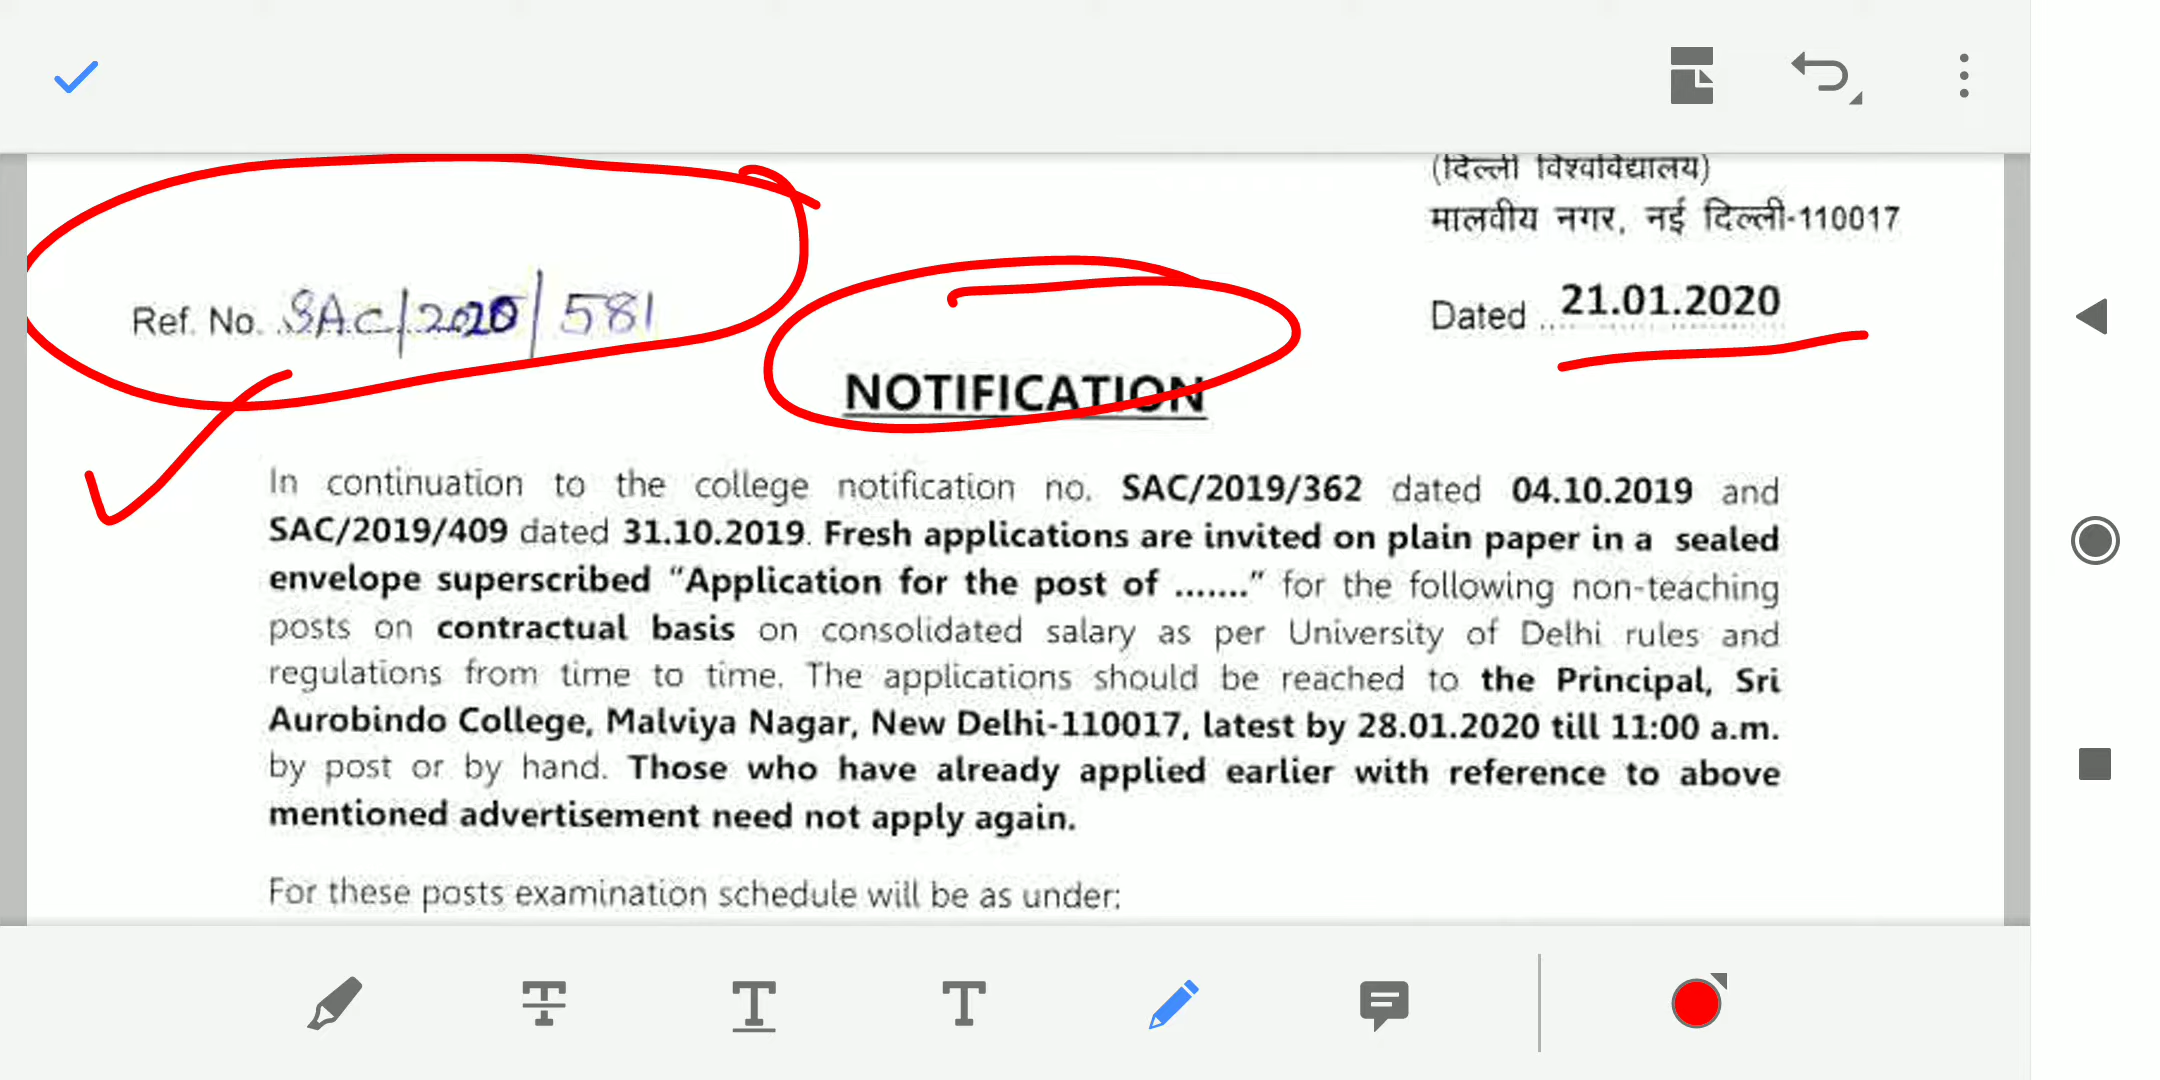 (दिल्ली विश्वविद्यालय)
मालवीय नगर, नई दिल्ली-110017
Ref. No. SAC/2020/581
Dated 21.01.2020
NOTIFICATION
In continuation to the college notification no. SAC/2019/362 dated 04.10.2019 and
SAC/2019/409 dated 31.10.2019. Fresh applications are invited on plain paper in a sealed
envelope superscribed “Application for the post of .......” for the following non-teaching
posts on contractual basis on consolidated salary as per University of Delhi rules and
regulations from time to time. The applications should be reached to the Principal, Sri
Aurobindo College, Malviya Nagar, New Delhi-110017, latest by 28.01.2020 till 11:00 a.m.
by post or by hand. Those who have already applied earlier with reference to above
mentioned advertisement need not apply again.
For these posts examination schedule will be as under: